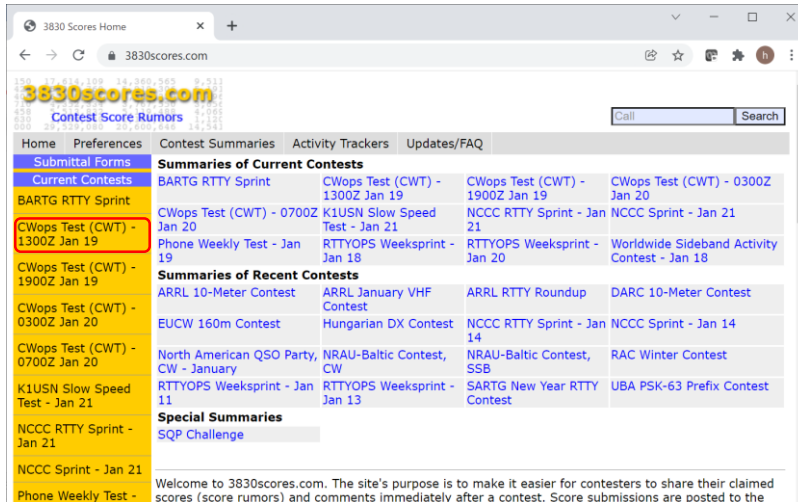 3830 Scores Home
3830scores.com
h
3830scores.com
Contest Score Rumors
Call
Search
Home Preferences Contest Summaries Activity Trackers Updates/FAQ
Submittal Forms
Current Contests
BARTG RTTY Sprint
CWops Test (CWT) -
1300Z Jan 19
CWops Test (CWT) -
1900Z Jan 19
CWops Test (CWT) -
0300Z Jan 20
CWops Test (CWT) -
0700Z Jan 20
K1USN Slow Speed
Test - Jan 21
NCCC RTTY Sprint -
Jan 21
NCCC Sprint - Jan 21
Phone Weekly Test -
Summaries of Current Contests
BARTG RTTY Sprint
CWops Test (CWT) -
1300Z Jan 19
CWops Test (CWT) -
1900Z Jan 19
CWops Test (CWT) - 0300Z
Jan 20
CWops Test (CWT) - 0700Z
Jan 20
K1USN Slow Speed
Test - Jan 21
NCCC RTTY Sprint - Jan
21
NCCC Sprint - Jan 21
Phone Weekly Test - Jan
19
RTTYOPS Weeksprint -
Jan 18
RTTYOPS Weeksprint -
Jan 20
Worldwide Sideband Activity
Contest - Jan 18
Summaries of Recent Contests
ARRL 10-Meter Contest
ARRL January VHF
Contest
ARRL RTTY Roundup
DARC 10-Meter Contest
EUCW 160m Contest
Hungarian DX Contest
NCCC RTTY Sprint - Jan
14
NCCC Sprint - Jan 14
North American QSO Party,
CW - January
NRAU-Baltic Contest,
CW
NRAU-Baltic Contest,
SSB
RAC Winter Contest
RTTYOPS Weeksprint - Jan
11
RTTYOPS Weeksprint -
Jan 13
SARTG New Year RTTY
Contest
UBA PSK-63 Prefix Contest
Special Summaries
SQP Challenge
Welcome to 3830scores.com. The site's purpose is to make it easier for contesters to share their claimed
scores (score rumors) and comments immediately after a contest. Score submissions are posted to the